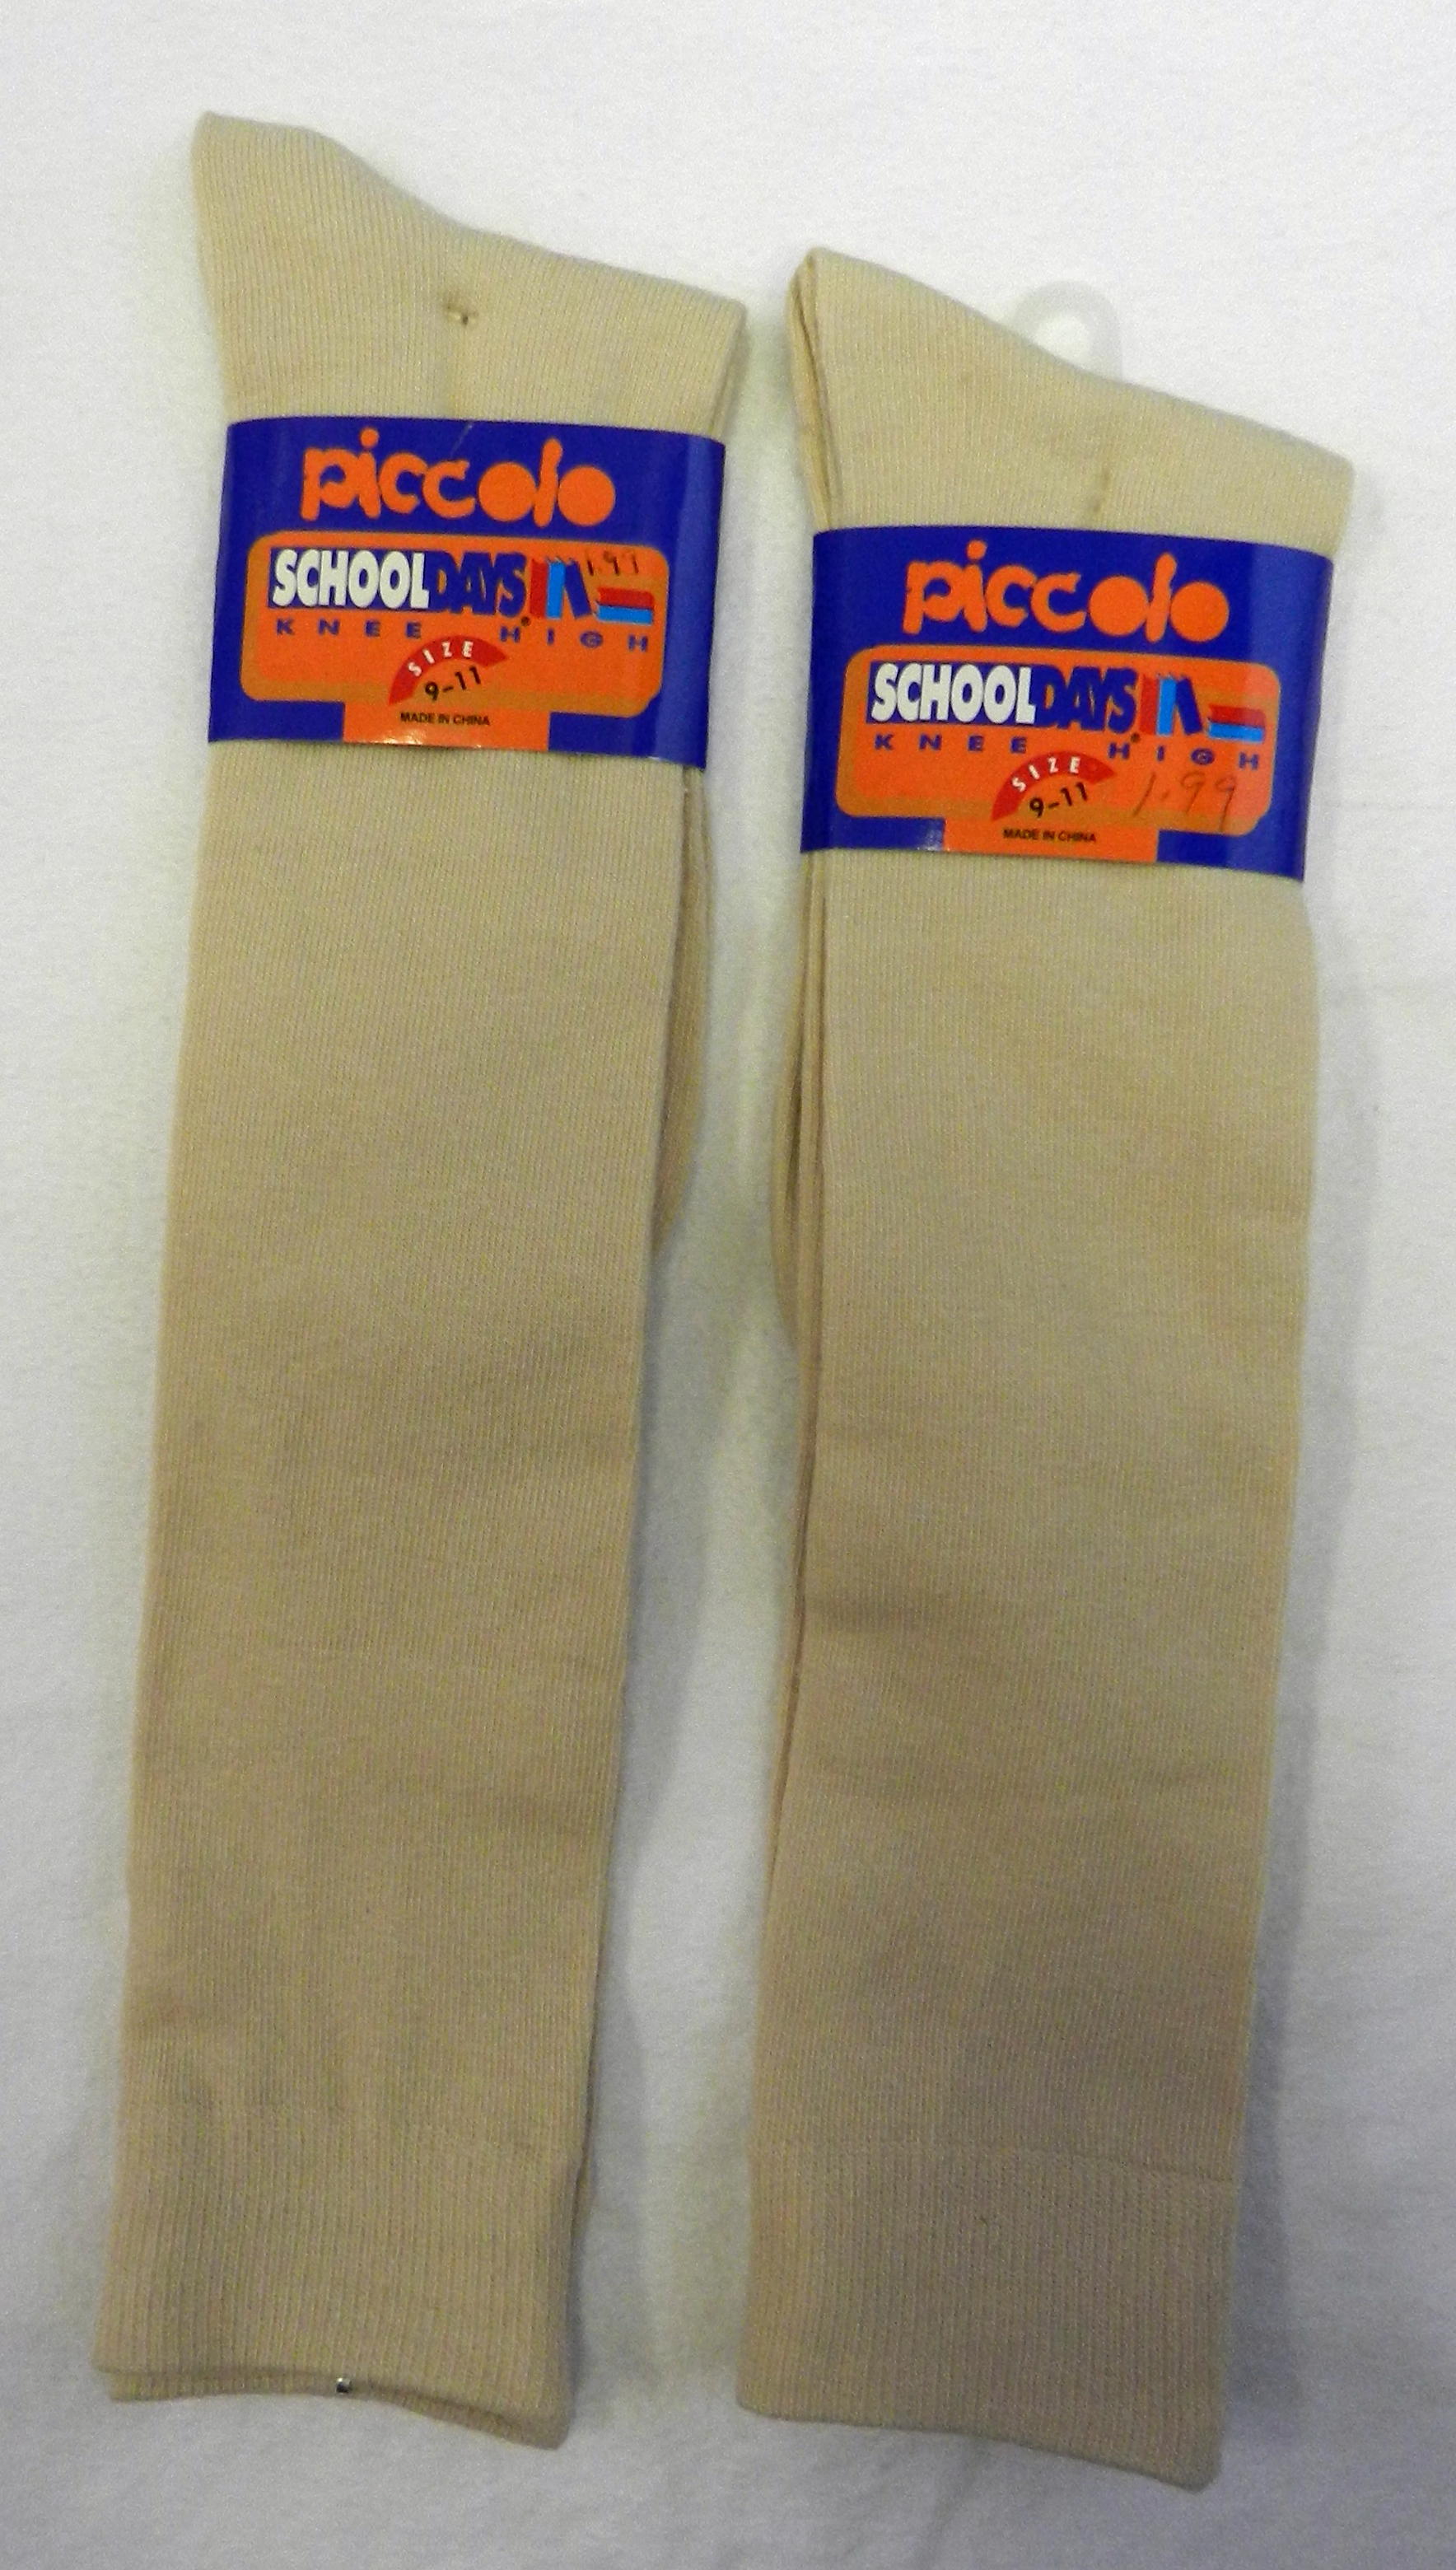 piccolo
SCHOOLDAYS 1.99
KNEE HIGH
SIZE
9-11
MADE IN CHINA
piccolo
SCHOOLDAYS
KNEE HIGH
SIZE
9-11 1.99
MADE IN CHINA